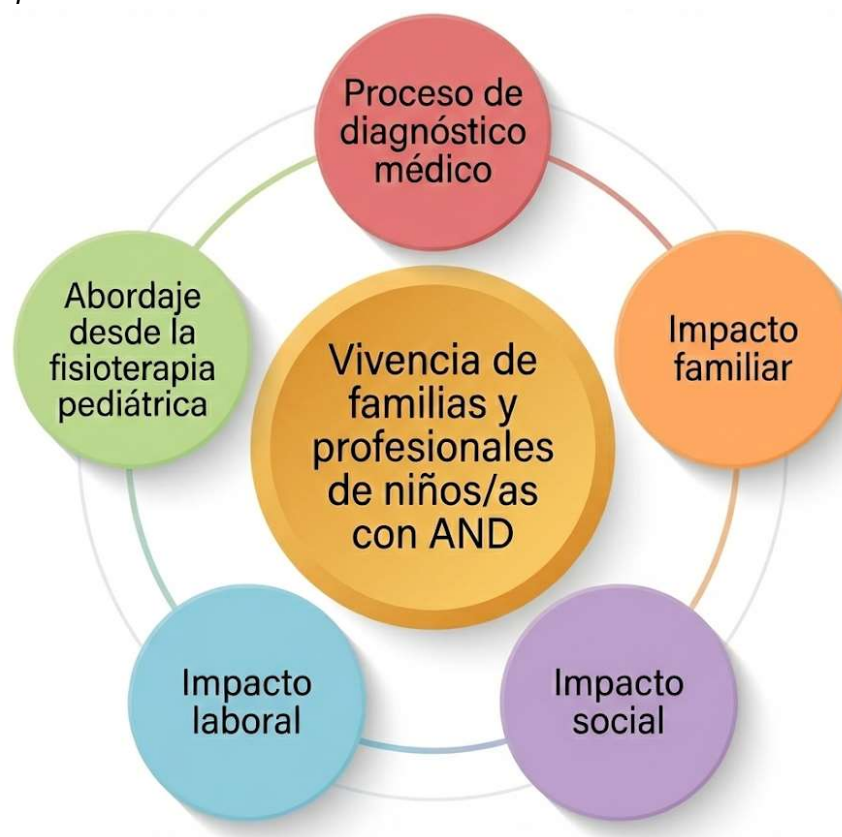 Proceso de
diagnóstico
médico
Abordaje
desde la
fisioterapia
pediátrica
Impacto
familiar
Vivencia de
familias y
profesionales
de niños/as
con AND
Impacto
laboral
Impacto
social